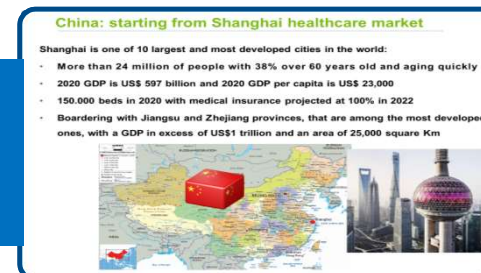 China: starting from Shanghai healthcare market
Shanghai is one of 10 largest and most developed cities in the world:
• More than 24 million of people with 38% over 60 years old and aging quickly
• 2020 GDP is US$ 597 billion and 2020 GDP per capita is US$ 23,000
• 150.000 beds in 2020 with medical insurance projected at 100% in 2022
• Boardering with Jiangsu and Zhejiang provinces, that are among the most developed
ones, with a GDP in excess of US$1 trillion and an area of 25,000 square Km